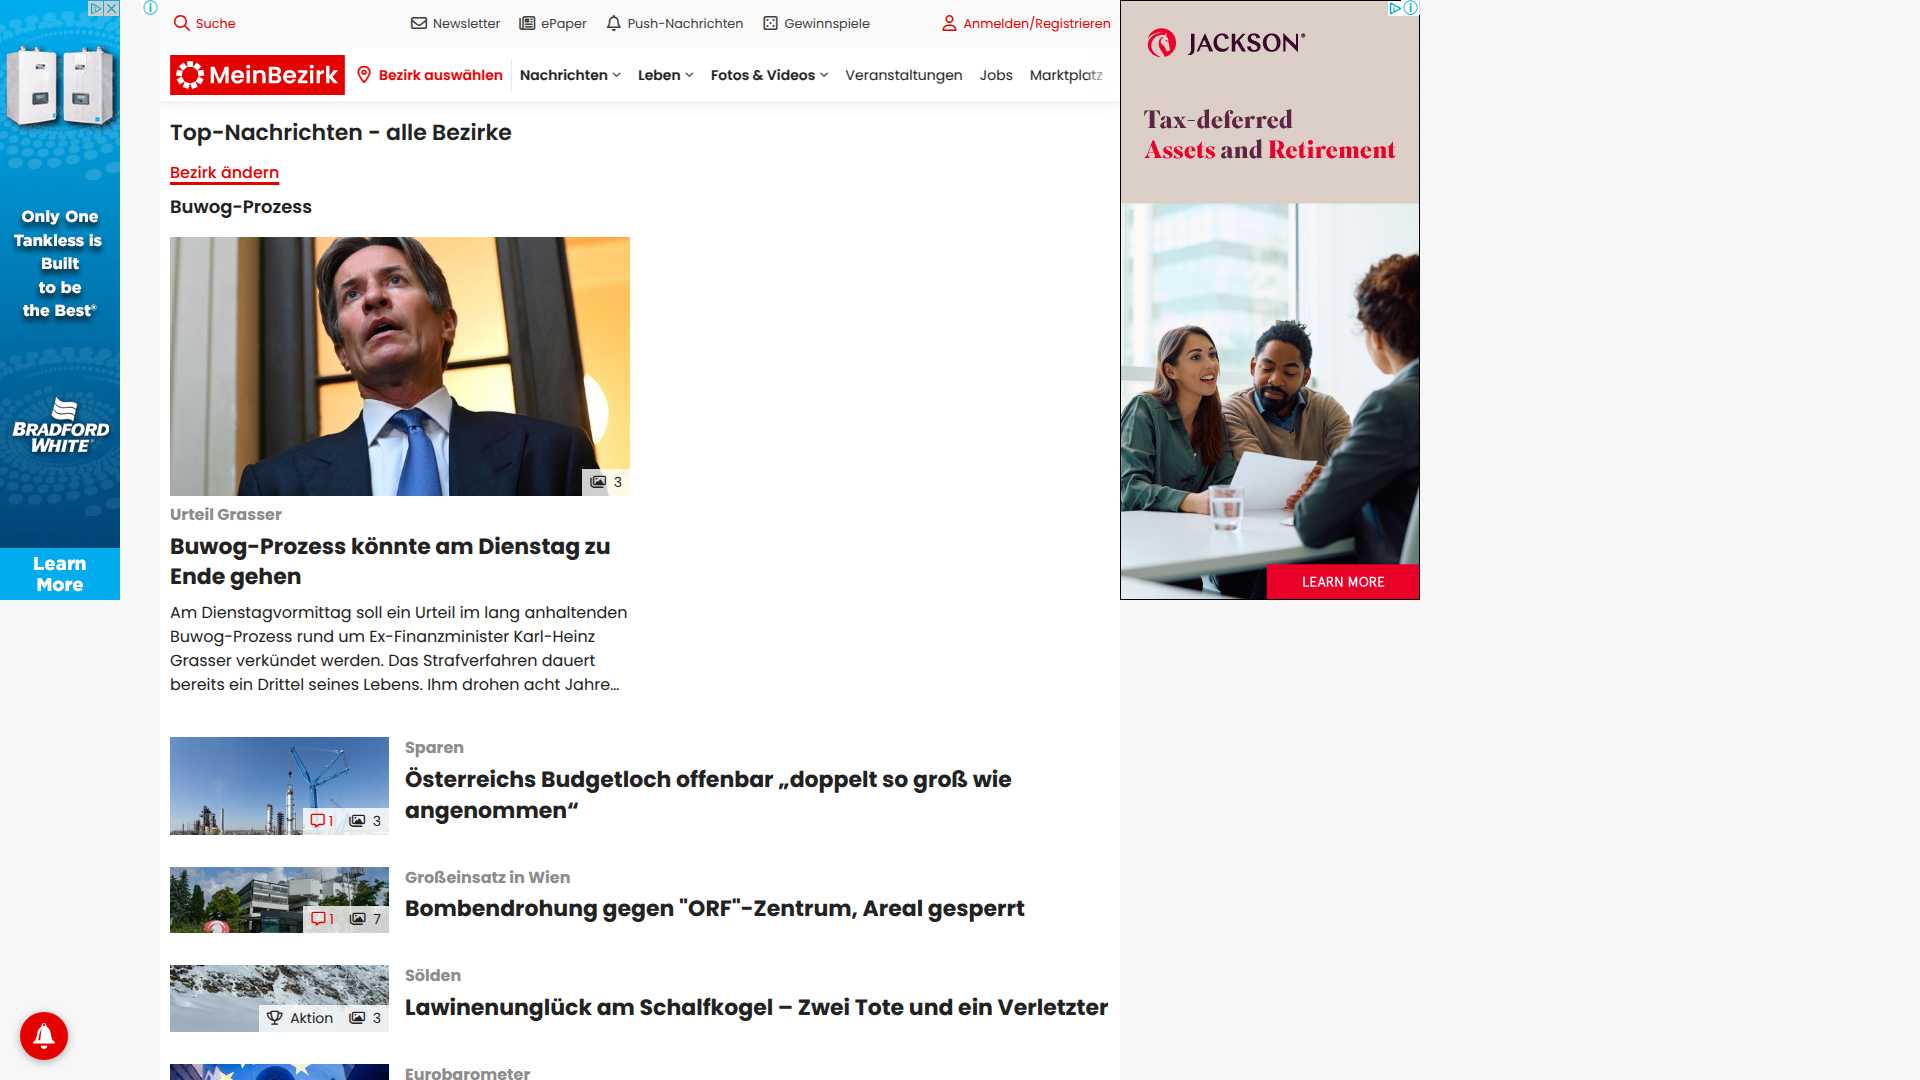 Suche
Newsletter
ePaper
Push-Nachrichten
Gewinnspiele
Anmelden/Registrieren
MeinBezirk
Bezirk auswählen
Nachrichten
Leben
Fotos & Videos
Veranstaltungen
Jobs
Marktplatz
Top-Nachrichten - alle Bezirke
Bezirk ändern
Buwog-Prozess
3
Urteil Grasser
Buwog-Prozess könnte am Dienstag zu
Ende gehen
Am Dienstagvormittag soll ein Urteil im lang anhaltenden
Buwog-Prozess rund um Ex-Finanzminister Karl-Heinz
Grasser verkündet werden. Das Strafverfahren dauert
bereits ein Drittel seines Lebens. Ihm drohen acht Jahre...
Sparen
Österreichs Budgetloch offenbar „doppelt so groß wie
angenommen“
1 3
Großeinsatz in Wien
Bombendrohung gegen "ORF"-Zentrum, Areal gesperrt
1 7
Sölden
Lawinenunglück am Schalfkogel – Zwei Tote und ein Verletzter
Aktion 3
Eurobarometer
Only One
Tankless is
Built
to be
the Best®
BRADFORD
WHITE
Learn
More
JACKSON®
Tax-deferred
Assets and Retirement
LEARN MORE